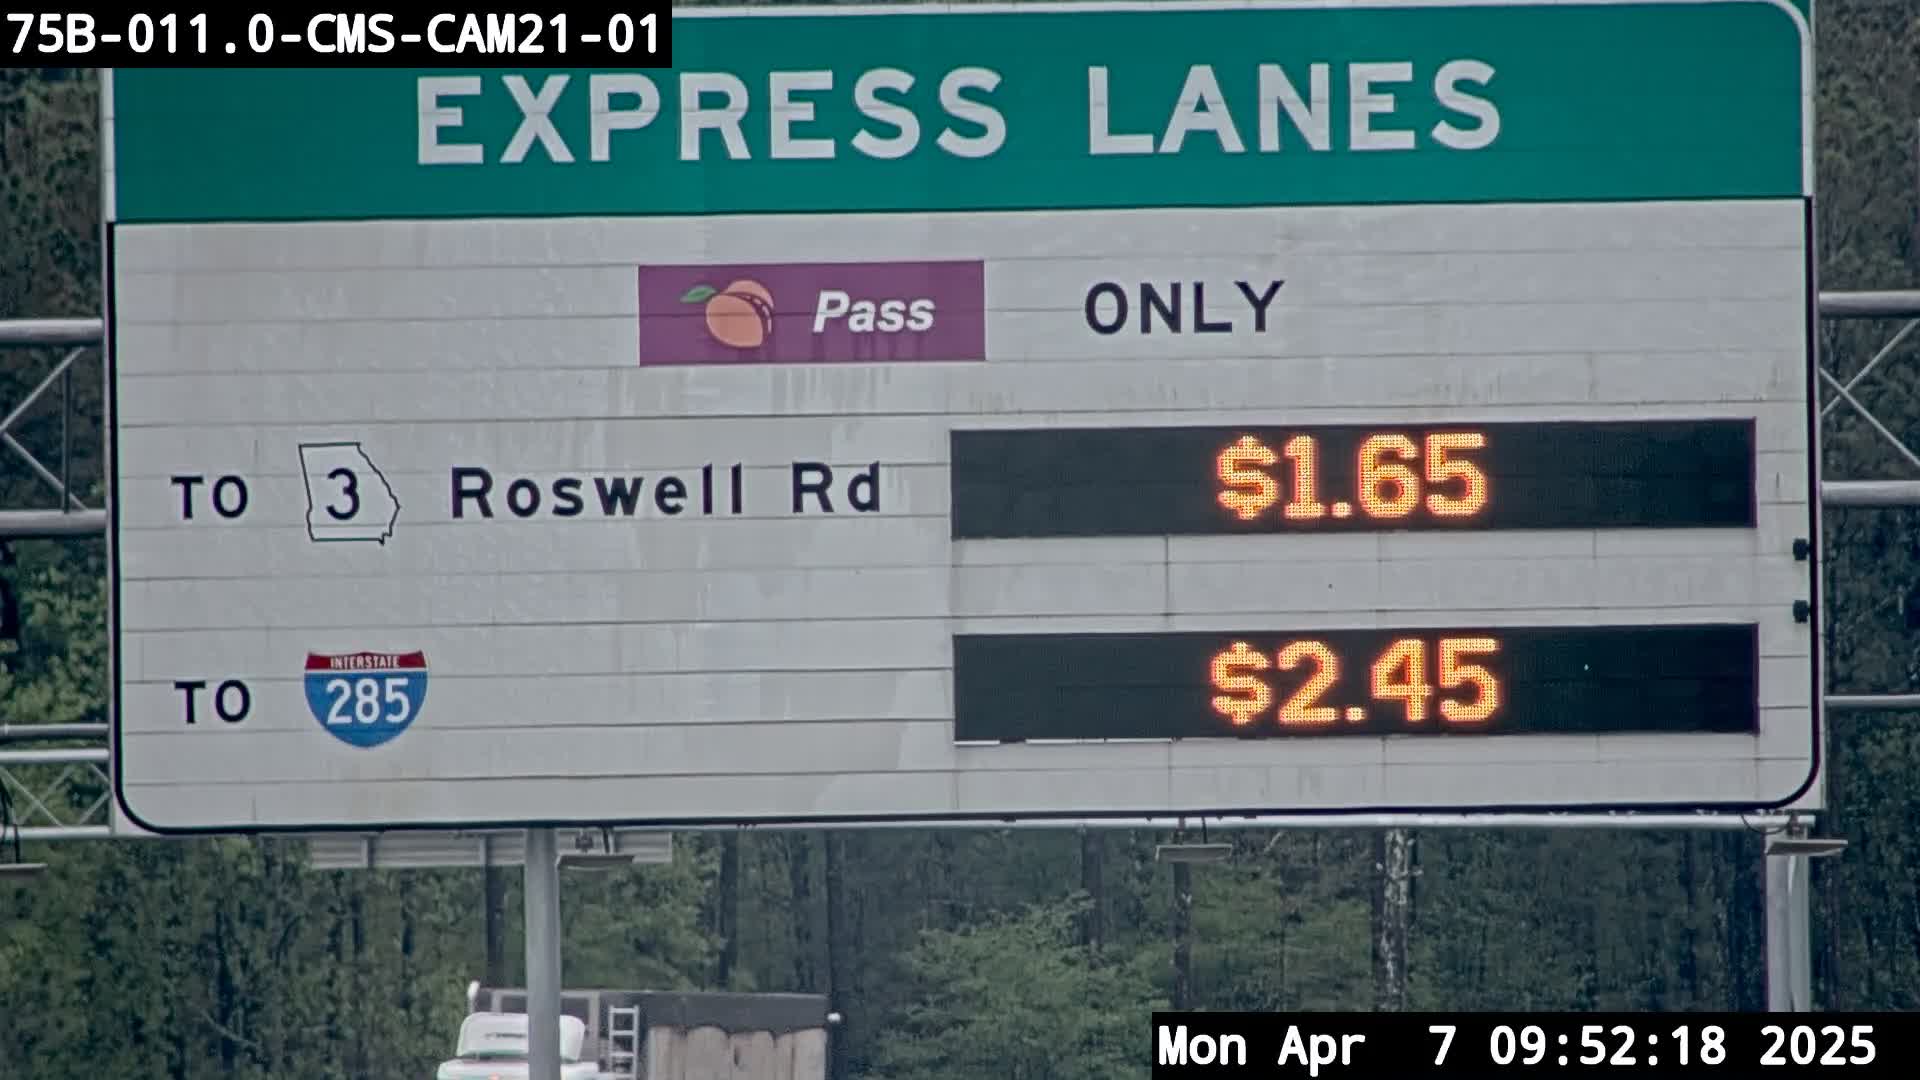 75B-011.0-CMS-CAM21-01
EXPRESS LANES
Pass ONLY
TO 3 Roswell Rd $1.65
TO INTERSTATE 285 $2.45
Mon Apr 7 09:52:18 2025